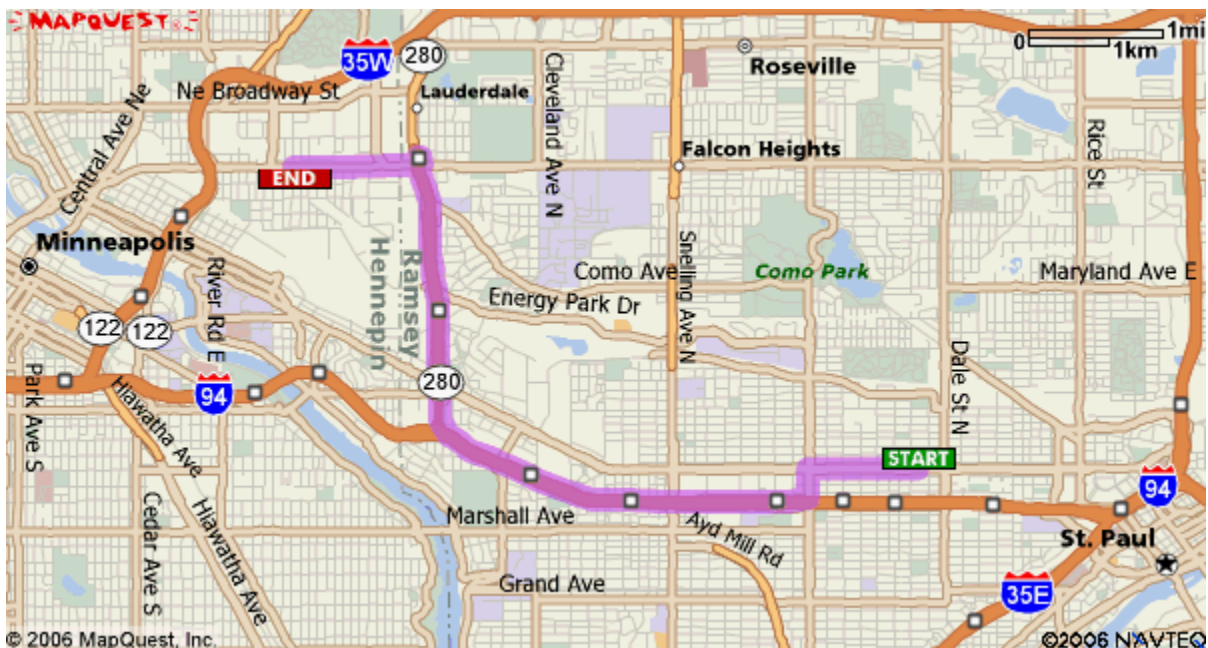 MAPQUEST
0 1mi
1km
35W
280
Cleveland Ave N
Roseville
Ne Broadway St
Lauderdale
Central Ave Ne
Rice St
Falcon Heights
END
Minneapolis
River Rd E
Hennepin
Ramsey
Como Ave
Snelling Ave N
Como Park
Maryland Ave E
Energy Park Dr
122
122
Park Ave S
Hiawatha Ave
94
280
Dale St N
START
94
Cedar Ave S
Hiawatha Ave
Marshall Ave
Ayd Mill Rd
St. Paul
Grand Ave
35E
© 2006 MapQuest, Inc.
©2006 NAVTEQ